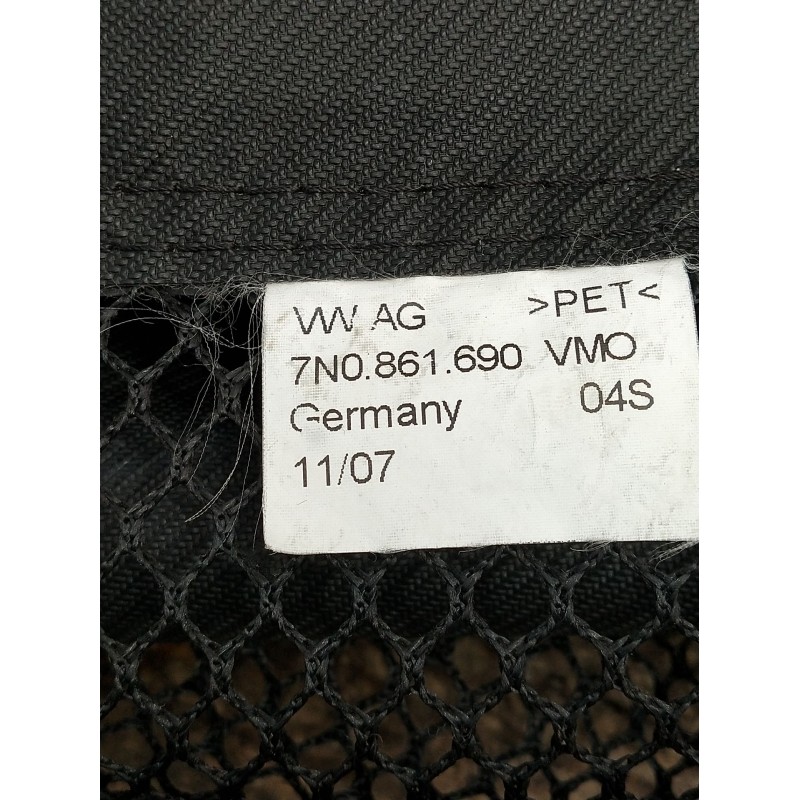 VW AG >PET<
7N0.861.690 VMO
Germany 04S
11/07